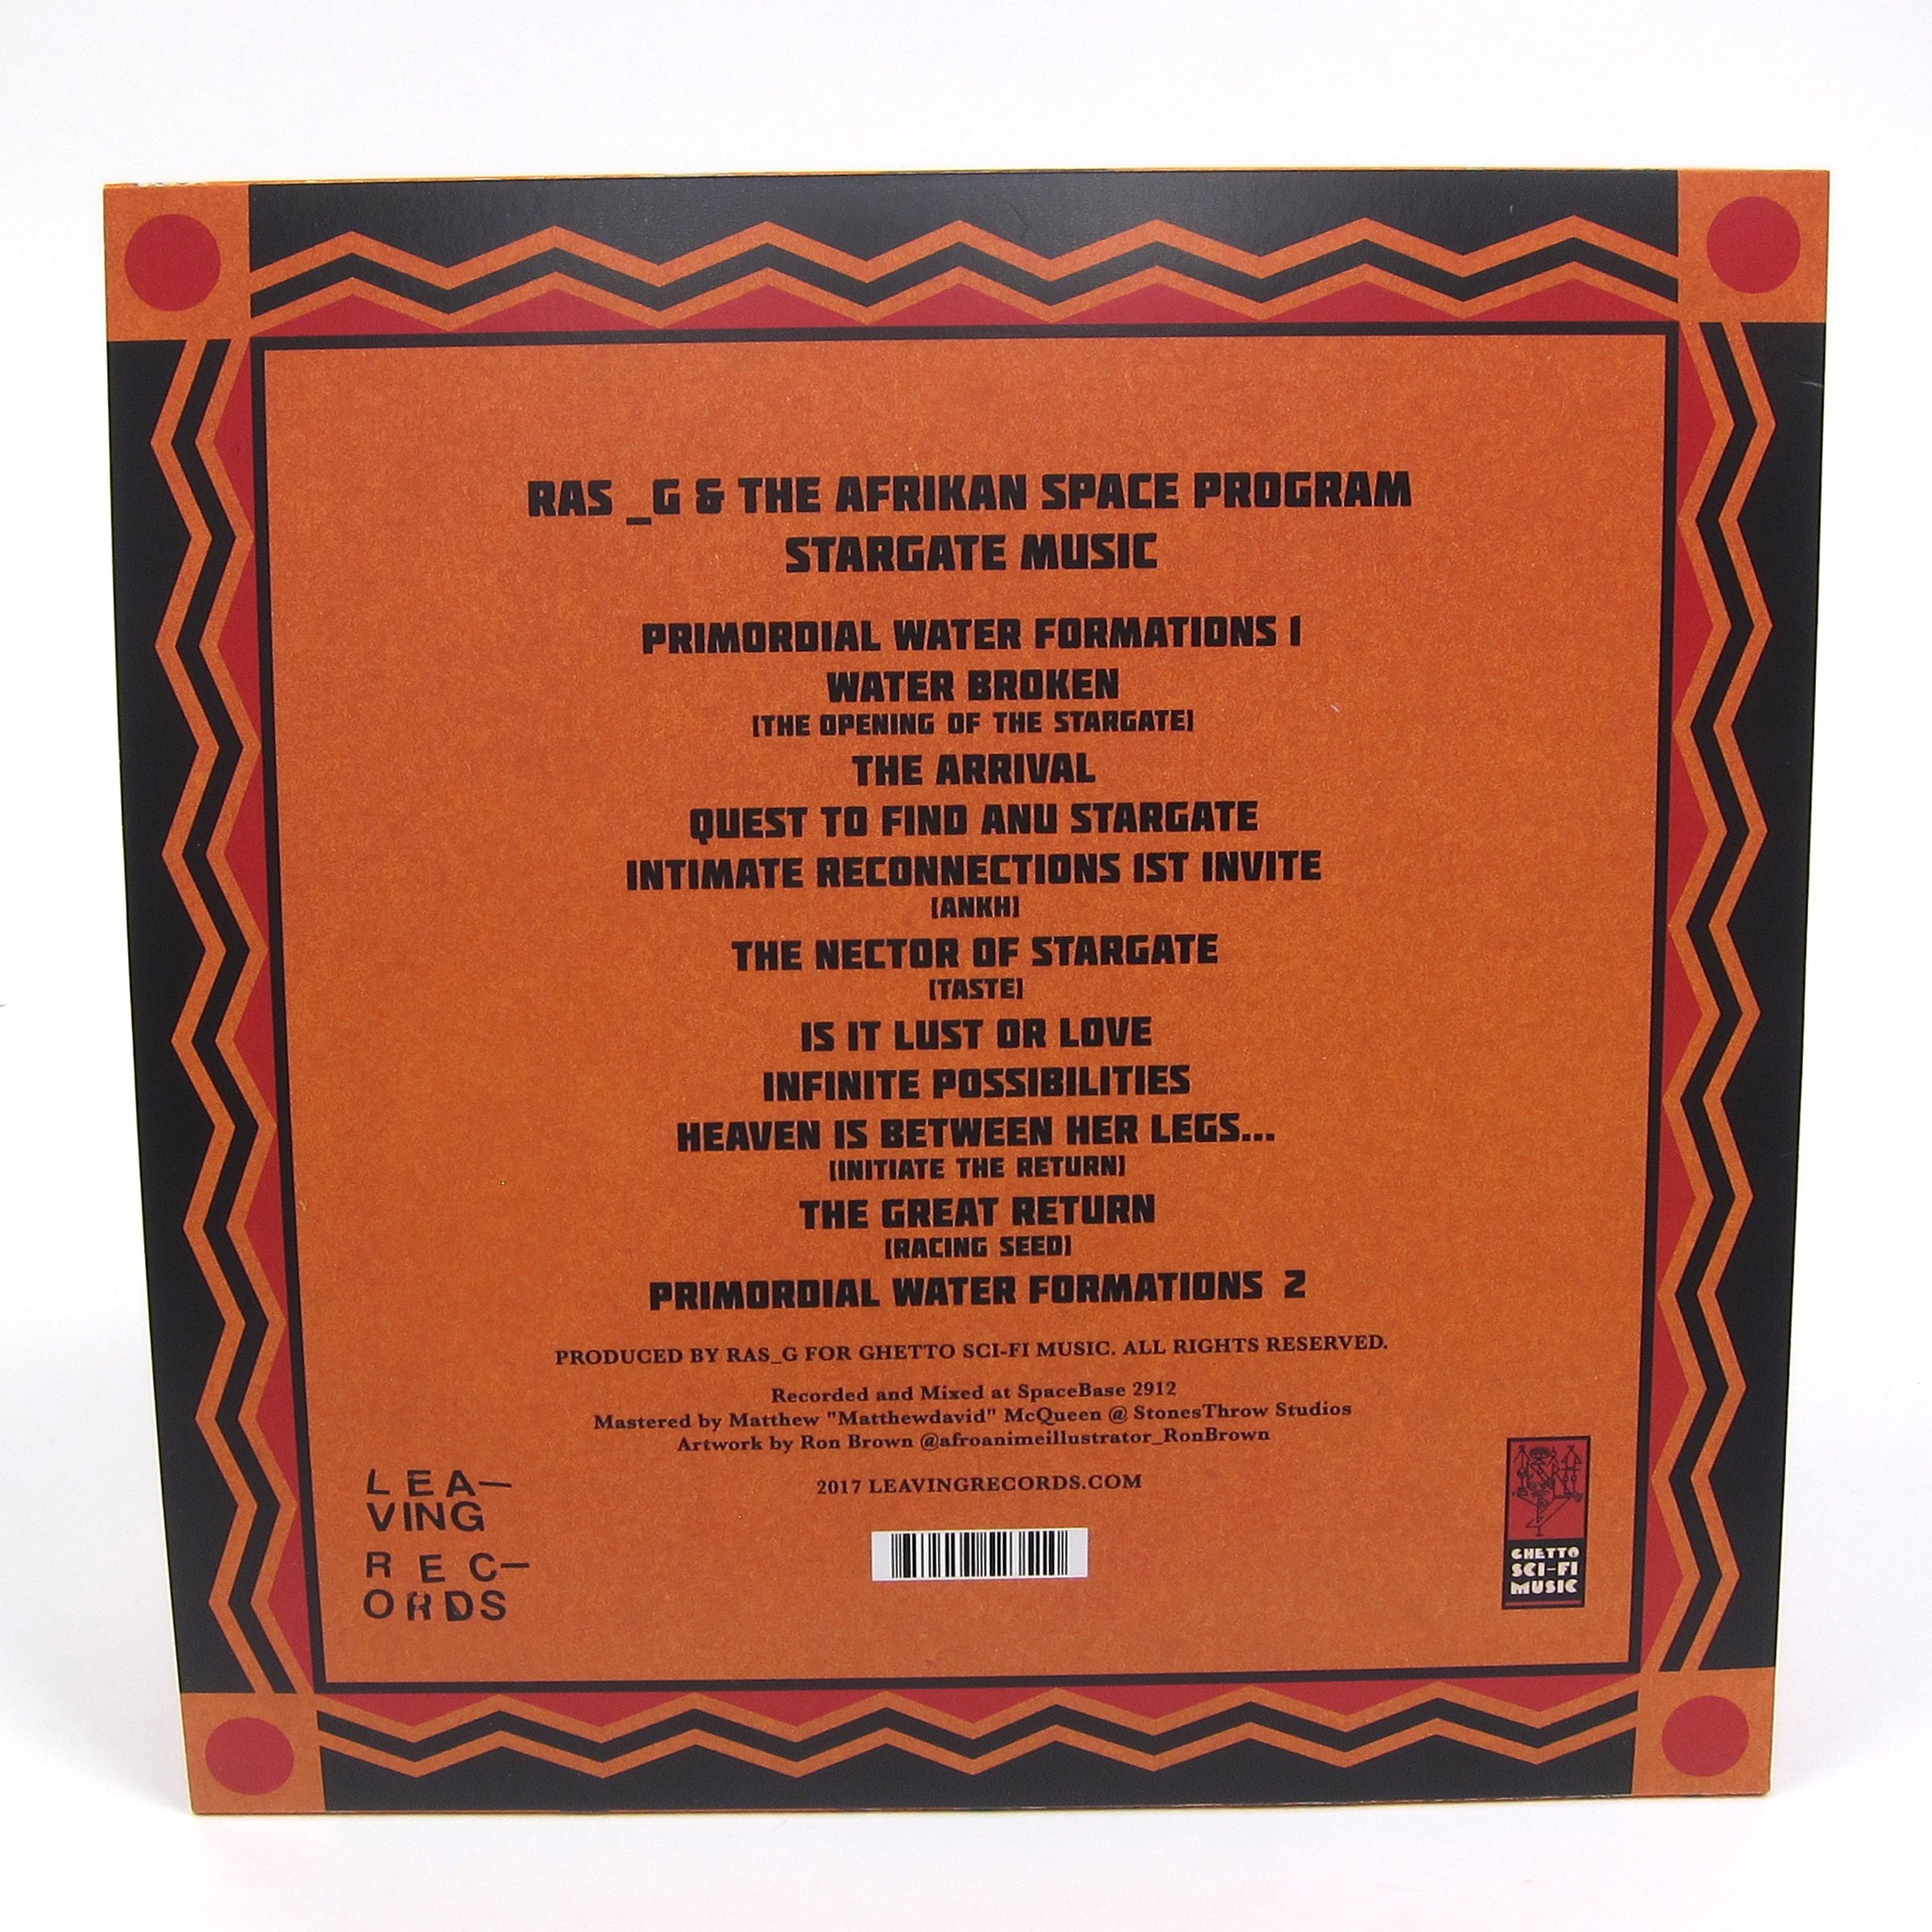 RAS _G & THE AFRIKAN SPACE PROGRAM
STARGATE MUSIC
PRIMORDIAL WATER FORMATIONS 1
WATER BROKEN
[THE OPENING OF THE STARGATE]
THE ARRIVAL
QUEST TO FIND ANU STARGATE
INTIMATE RECONNECTIONS 1ST INVITE
[ANKH]
THE NECTOR OF STARGATE
[TASTE]
IS IT LUST OR LOVE
INFINITE POSSIBILITIES
HEAVEN IS BETWEEN HER LEGS...
[INITIATE THE RETURN]
THE GREAT RETURN
[RACING SEED]
PRIMORDIAL WATER FORMATIONS 2
PRODUCED BY RAS_G FOR GHETTO SCI-FI MUSIC. ALL RIGHTS RESERVED.
Recorded and Mixed at SpaceBase 2912
Mastered by Matthew "Matthewdavid" McQueen @ StonesThrow Studios
Artwork by Ron Brown @afroanimeillustrator_RonBrown
2017 LEAVINGRECORDS.COM
LEA—
VING
REC—
ORDS
GHETTO
SCI-FI
MUSIC